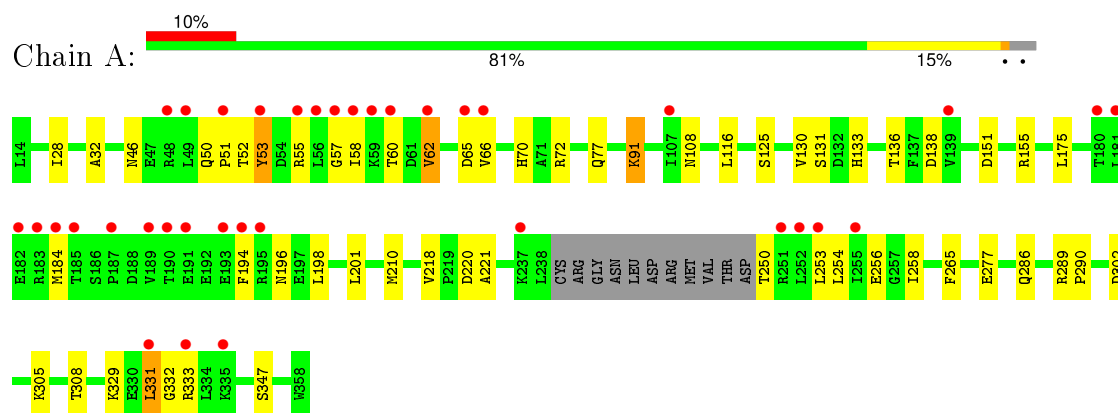 10%
Chain A:
81%
15%
L14 I28 A32 N46 E47 R48 L49 Q50 P51 T52 Y53 D54 R55 L56 G57 I58 K59 T60 D61 V62 D65 V66 H70 A71 R72 Q77 K91 I107 N108 L116 S125 V130 S131 D132 H133 T136 F137 D138 V139 D151 R155 L175 T180 L181
E182 R183 M184 T185 S186 P187 D188 V189 T190 E191 E192 E193 F194 R195 N196 E197 L198 L201 M210 V218 P219 D220 A221 K237 L238 CYS ARG GLY ASN LEU ASP ARG MET VAL THR ASP T250 R251 L252 L253 L254 I255 E256 G257 I258 F265 E277 Q286 R289 P290
K305 T308 K329 E330 L331 G332 R333 L334 K335 S347 W358